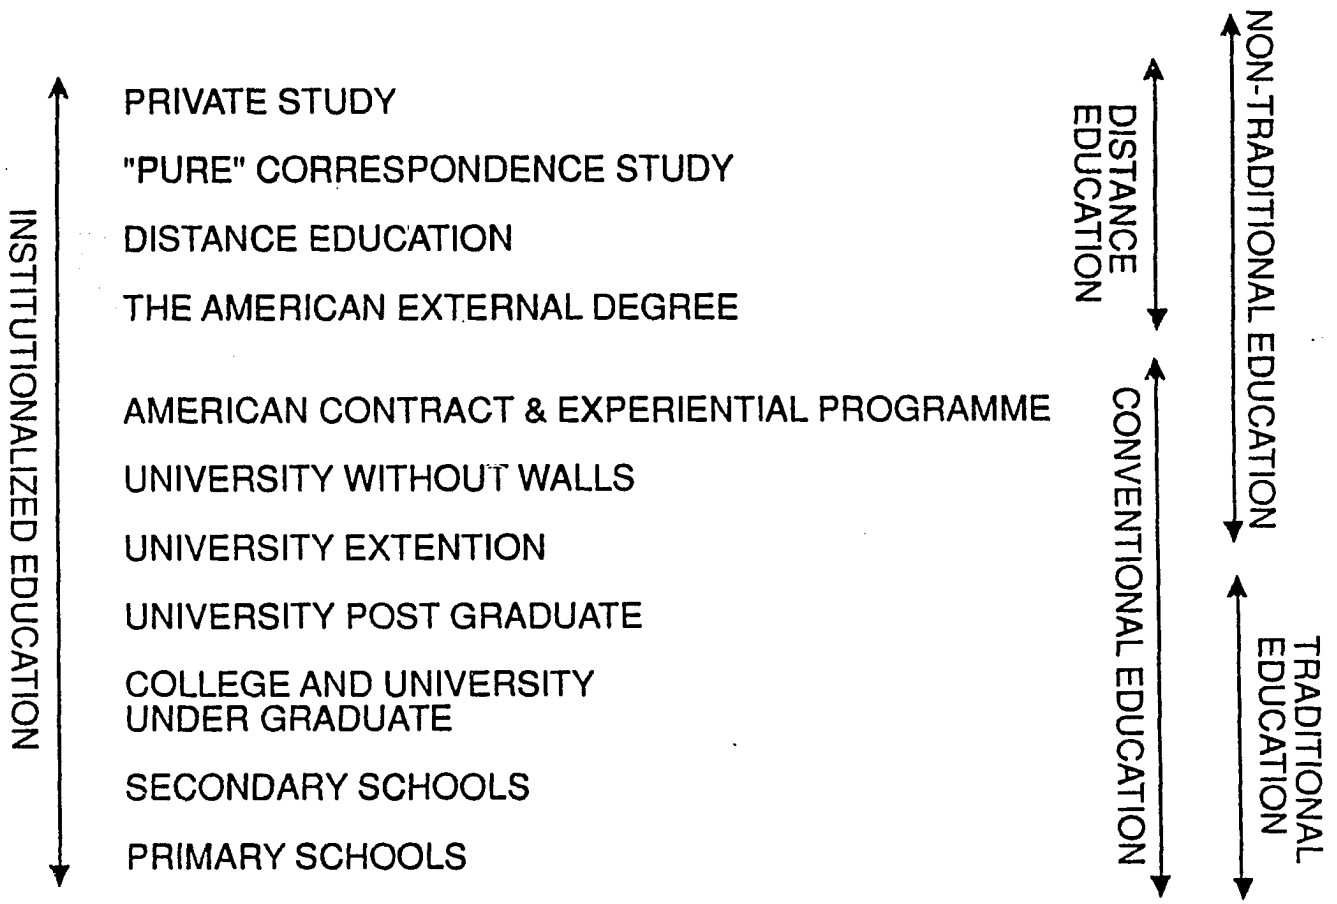 INSTITUTIONALIZED EDUCATION
PRIVATE STUDY
"PURE" CORRESPONDENCE STUDY
DISTANCE EDUCATION
THE AMERICAN EXTERNAL DEGREE
AMERICAN CONTRACT & EXPERIENTIAL PROGRAMME
UNIVERSITY WITHOUT WALLS
UNIVERSITY EXTENTION
UNIVERSITY POST GRADUATE
COLLEGE AND UNIVERSITY
UNDER GRADUATE
SECONDARY SCHOOLS
PRIMARY SCHOOLS
DISTANCE
EDUCATION
CONVENTIONAL EDUCATION
NON-TRADITIONAL EDUCATION
TRADITIONAL
EDUCATION